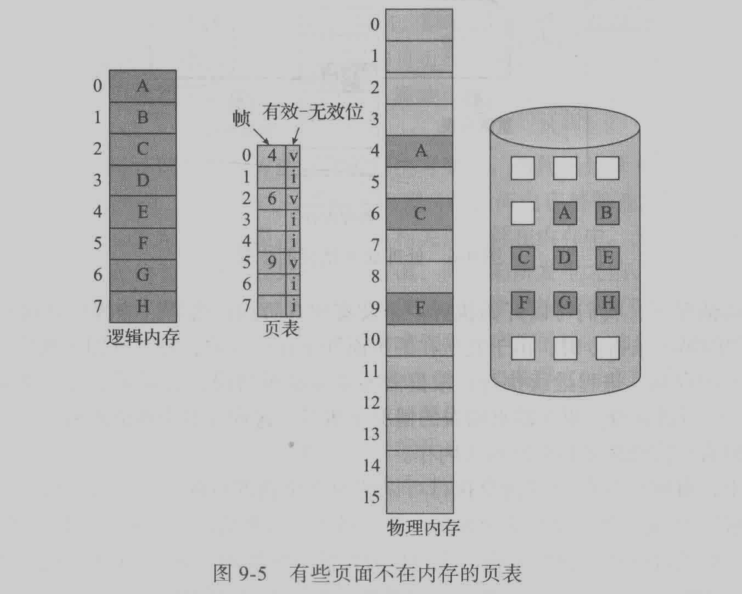 0 A
1 B
2 C
3 D
4 E
5 F
6 G
7 H
逻辑内存
帧
有效-无效位
0 4 v
1 i
2 6 v
3 i
4 i
5 9 v
6 i
7 i
页表
0
1
2
3
4 A
5
6 C
7
8
F
10
11
12
13
14
15
物理内存
A B
C D E
F G H
图 9-5 有些页面不在内存的页表